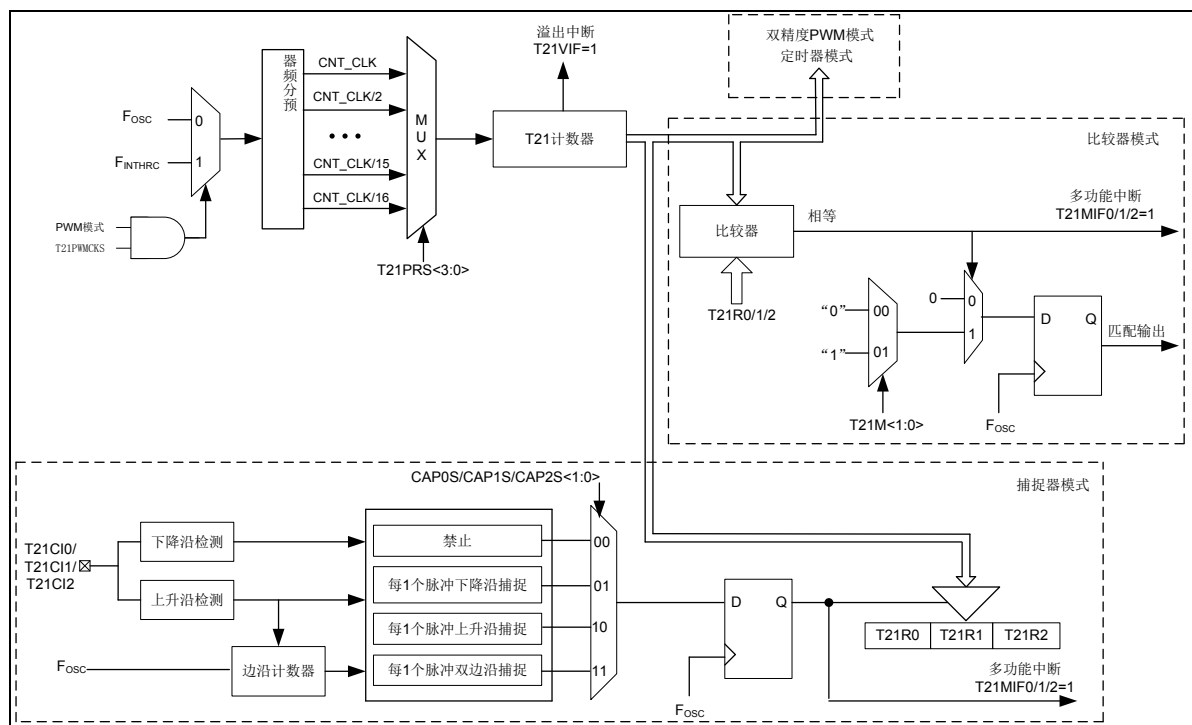 溢出中断
T21VIF=1
双精度PWM模式
定时器模式
器
频
分
预
CNT_CLK
CNT_CLK/2
• • •
CNT_CLK/15
CNT_CLK/16
M
U
X
FOSC
0
FINTHRC
1
PWM模式
T21PWMCKS
T21PRS<3:0>
T21计数器
比较器模式
比较器
相等
多功能中断
T21MIF0/1/2=1
T21R0/1/2
“0”
00
“1”
01
T21M<1:0>
0
0
1
D
Q
匹配输出
FOSC
捕捉器模式
CAP0S/CAP1S/CAP2S<1:0>
T21CI0/
T21CI1/
T21CI2
下降沿检测
上升沿检测
FOSC
边沿计数器
禁止
每1个脉冲下降沿捕捉
每1个脉冲上升沿捕捉
每1个脉冲双边沿捕捉
00
01
10
11
D
Q
FOSC
T21R0
T21R1
T21R2
多功能中断
T21MIF0/1/2=1